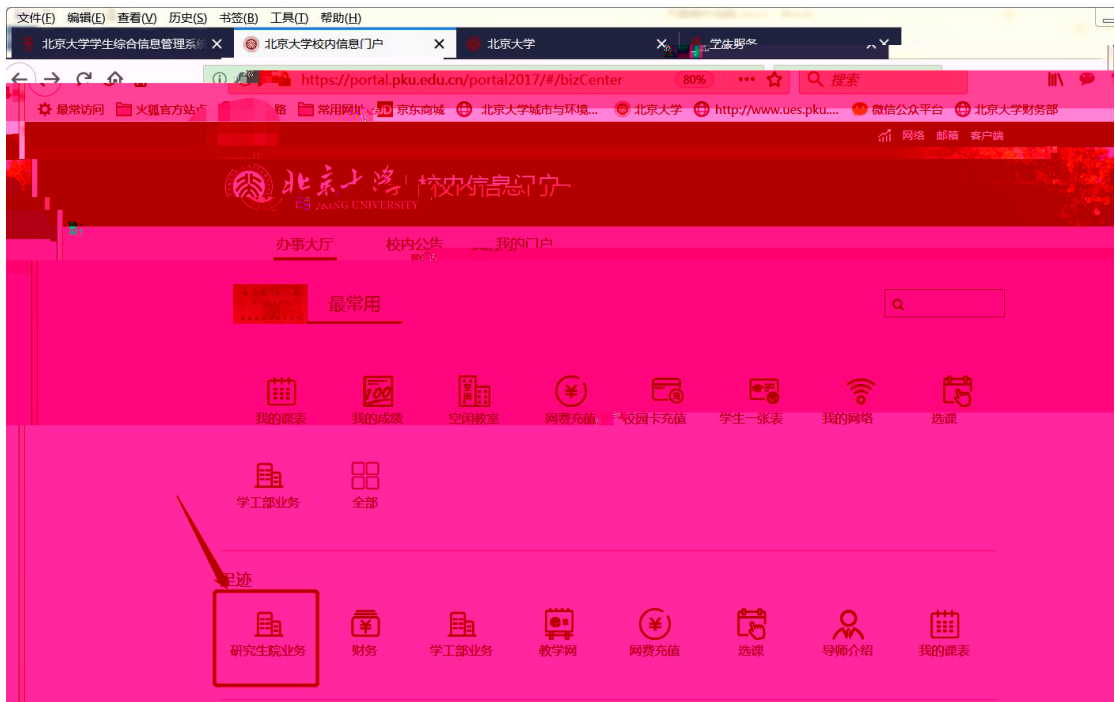 文件(F) 编辑(E) 查看(V) 历史(S) 书签(B) 工具(T) 帮助(H)
北京大学学生综合信息管理系统 北京大学校内信息门户 北京大学
https://portal.pku.edu.cn/portal2017/#/bizCenter 80% 搜索
最常访问 火狐官方站点 常用网址 JD 京东商城 北京大学城市与环境... 北京大学 http://www.ues.pku.... 微信公众平台 北京大学财务部
网络 邮箱 客户端
北京大学 校内信息门户
PEKING UNIVERSITY
办事大厅 校内公告 我的门户
最常用
我的课表 我的成绩 空闲教室 网费充值 校园卡充值 学生一张表 我的网络 选课
学工部业务 全部
足迹
研究生院业务 财务 学工部业务 教学网 网费充值 选课 导师介绍 我的课表